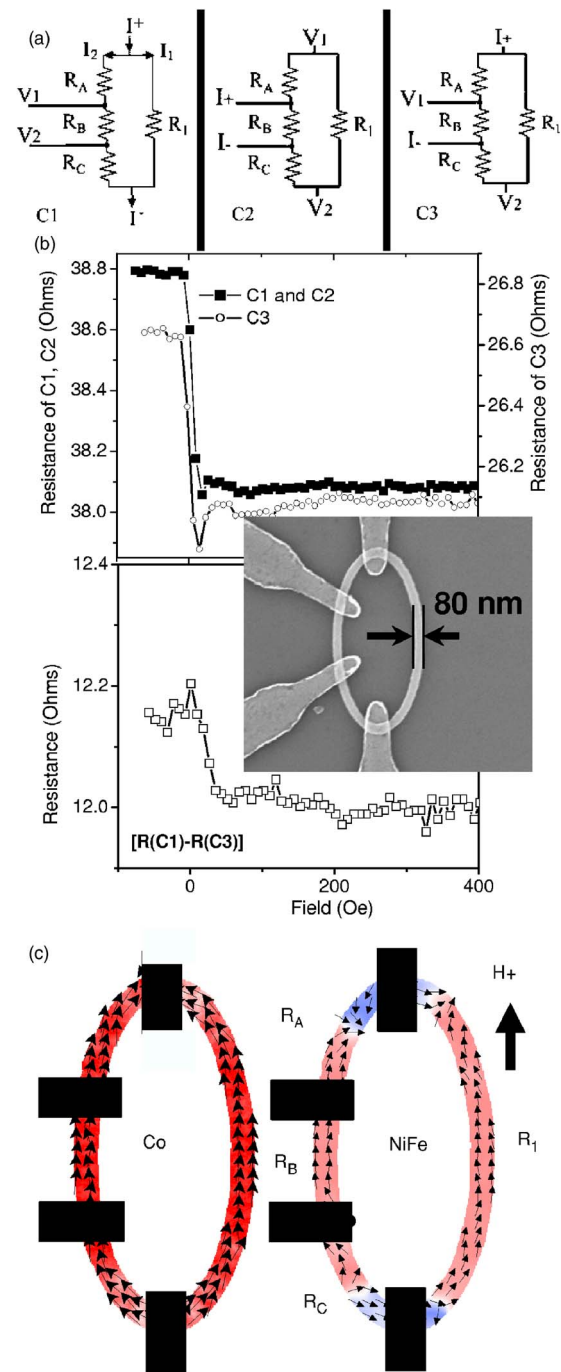 (a)
I+
I2 I1
RA
V1
RB
R1
V2
RC
I-
C1
V1
RA
I+
RB
R1
I-
RC
V2
C2
I+
RA
V1
RB
R1
I-
RC
V2
C3
(b)
38.8
38.6
38.4
38.2
38.0
Resistance of C1, C2 (Ohms)
C1 and C2
C3
26.8
26.6
26.4
26.2
Resistance of C3 (Ohms)
12.4
12.2
12.0
Resistance (Ohms)
80 nm
[R(C1)-R(C3)]
0 200 400
Field (Oe)
(c)
Co
RA
RB
RC
NiFe
R1
H+